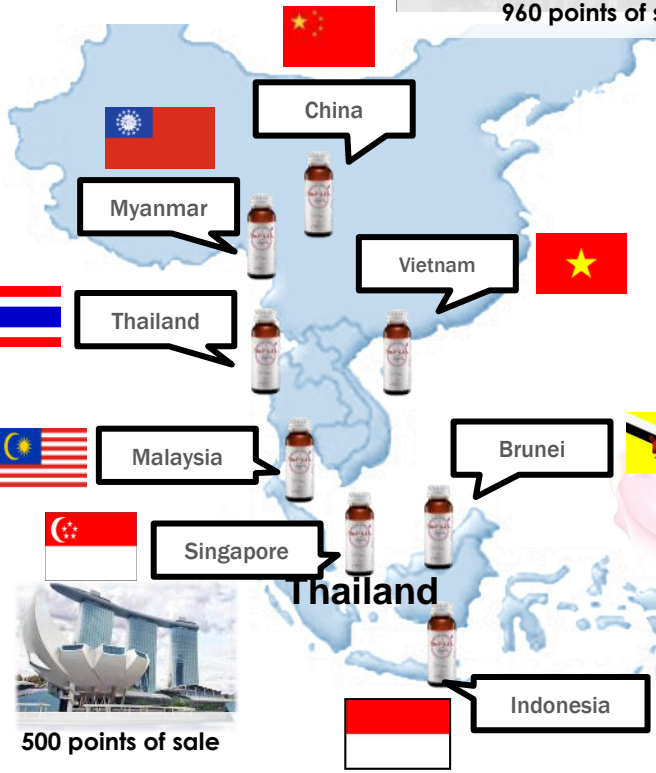 960 points of s
China
Myanmar
Vietnam
Thailand
Malaysia
Brunei
Singapore
Thailand
Indonesia
500 points of sale